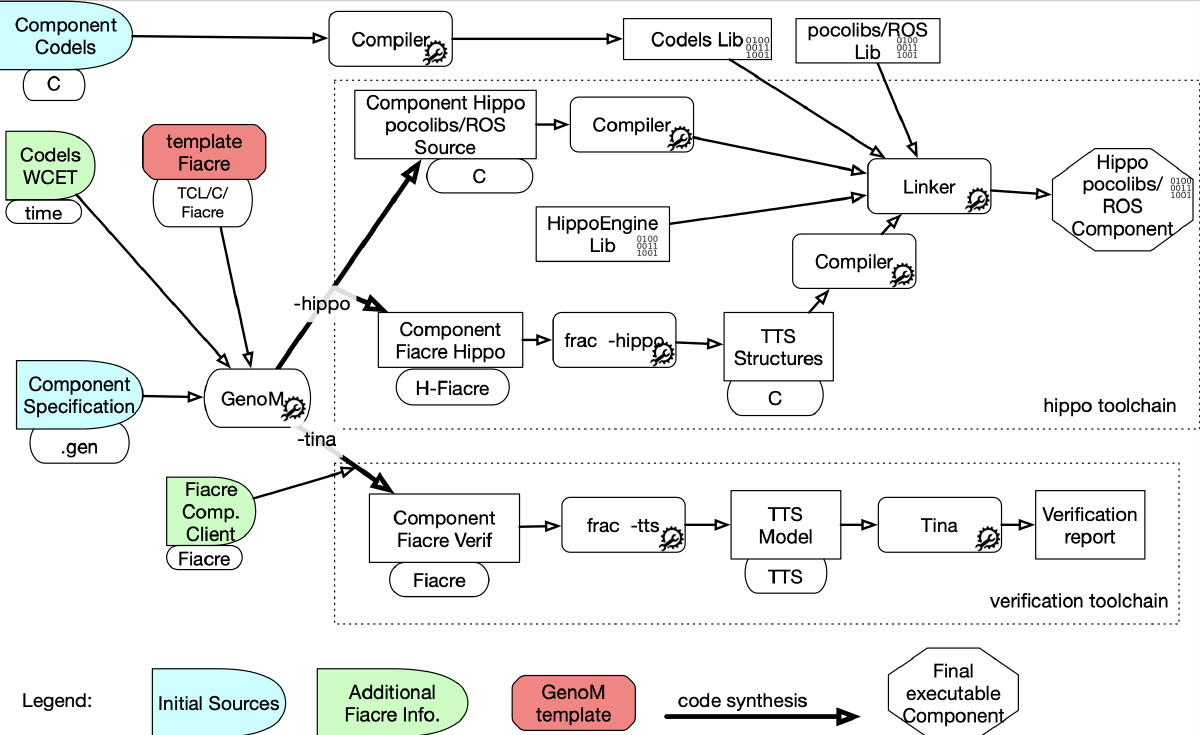 Component
Codels
C
Compiler
Codels Lib
0100
0011
1001
pocolibs/ROS
Lib
0100
0011
1001
Codels
WCET
time
template
Fiacre
TCL/C/
Fiacre
Component Hippo
pocolibs/ROS
Source
C
Compiler
Linker
Hippo
pocolibs/
ROS
Component
0100
0011
1001
HippoEngine
Lib
0100
0011
1001
Compiler
-hippo
Component
Fiacre Hippo
H-Fiacre
frac -hippo
TTS
Structures
C
hippo toolchain
Component
Specification
.gen
GenoM
-tina
Fiacre
Comp.
Client
Fiacre
Component
Fiacre Verif
Fiacre
frac -tts
TTS
Model
TTS
Tina
Verification
report
verification toolchain
Legend:
Initial Sources
Additional
Fiacre Info.
GenoM
template
code synthesis
Final
executable
Component